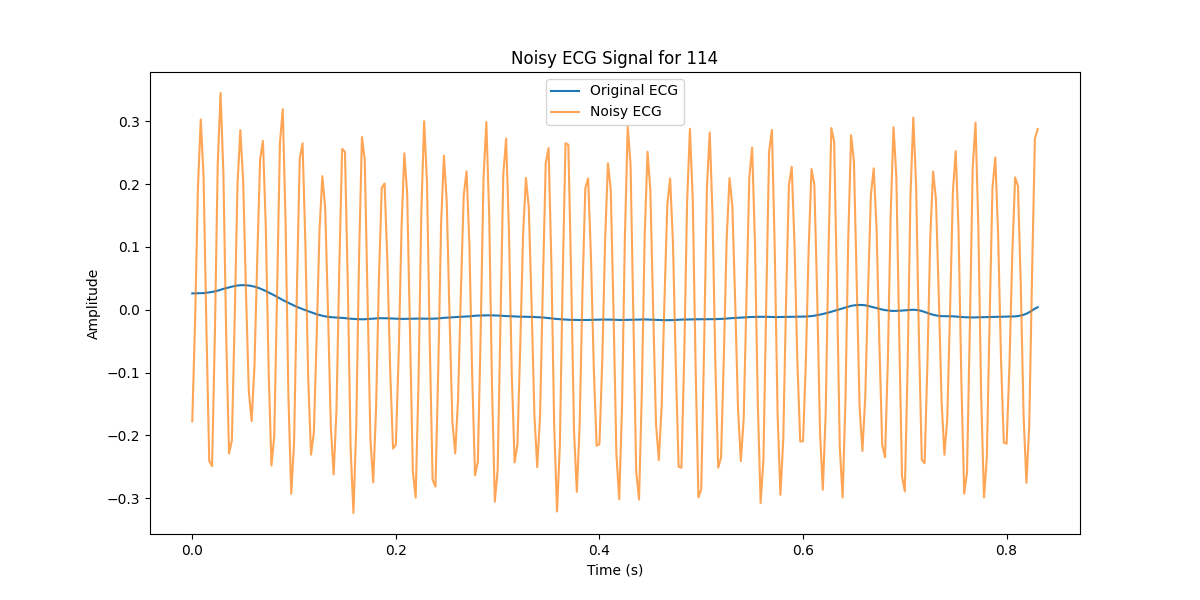 Noisy ECG Signal for 114
Original ECG
Noisy ECG
Amplitude
0.3
0.2
0.1
0.0
−0.1
−0.2
−0.3
0.0 0.2 0.4 0.6 0.8
Time (s)